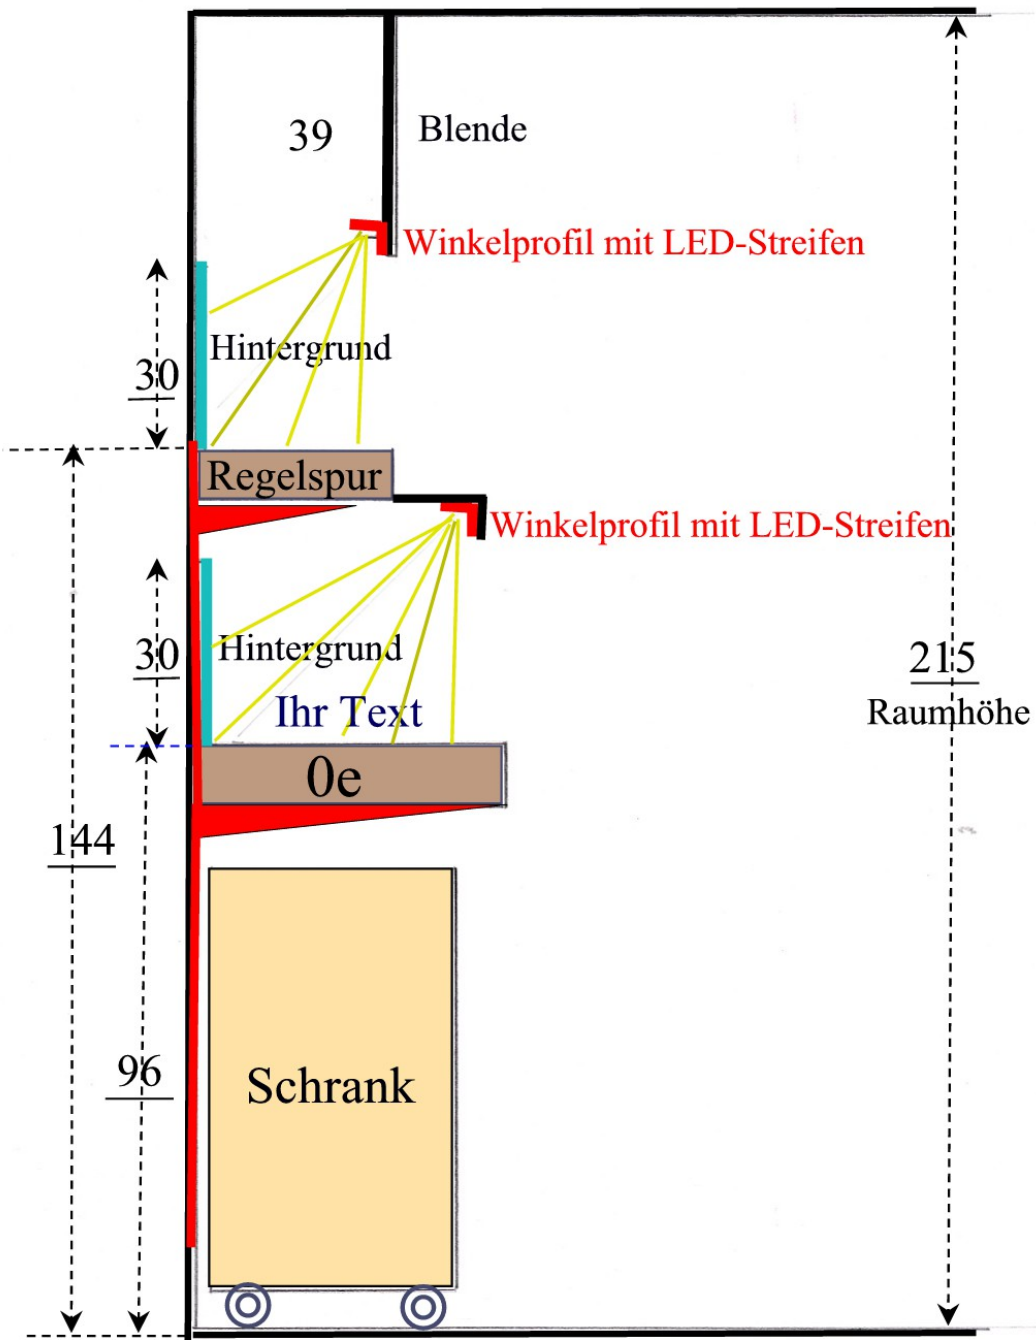 39
Blende
Winkelprofil mit LED-Streifen
Hintergrund
30
Regelspur
Winkelprofil mit LED-Streifen
Hintergrund
30
215
Raumhöhe
Ihr Text
0e
144
96
Schrank